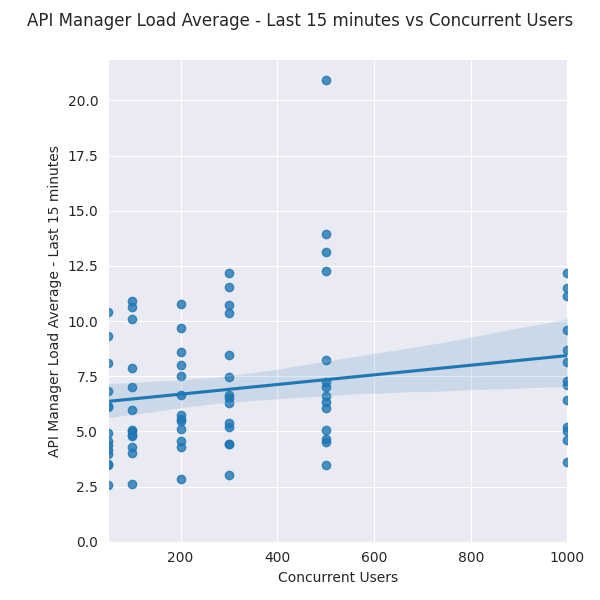 API Manager Load Average - Last 15 minutes vs Concurrent Users
API Manager Load Average - Last 15 minutes
20.0
17.5
15.0
12.5
10.0
7.5
5.0
2.5
0.0
200 400 600 800 1000
Concurrent Users